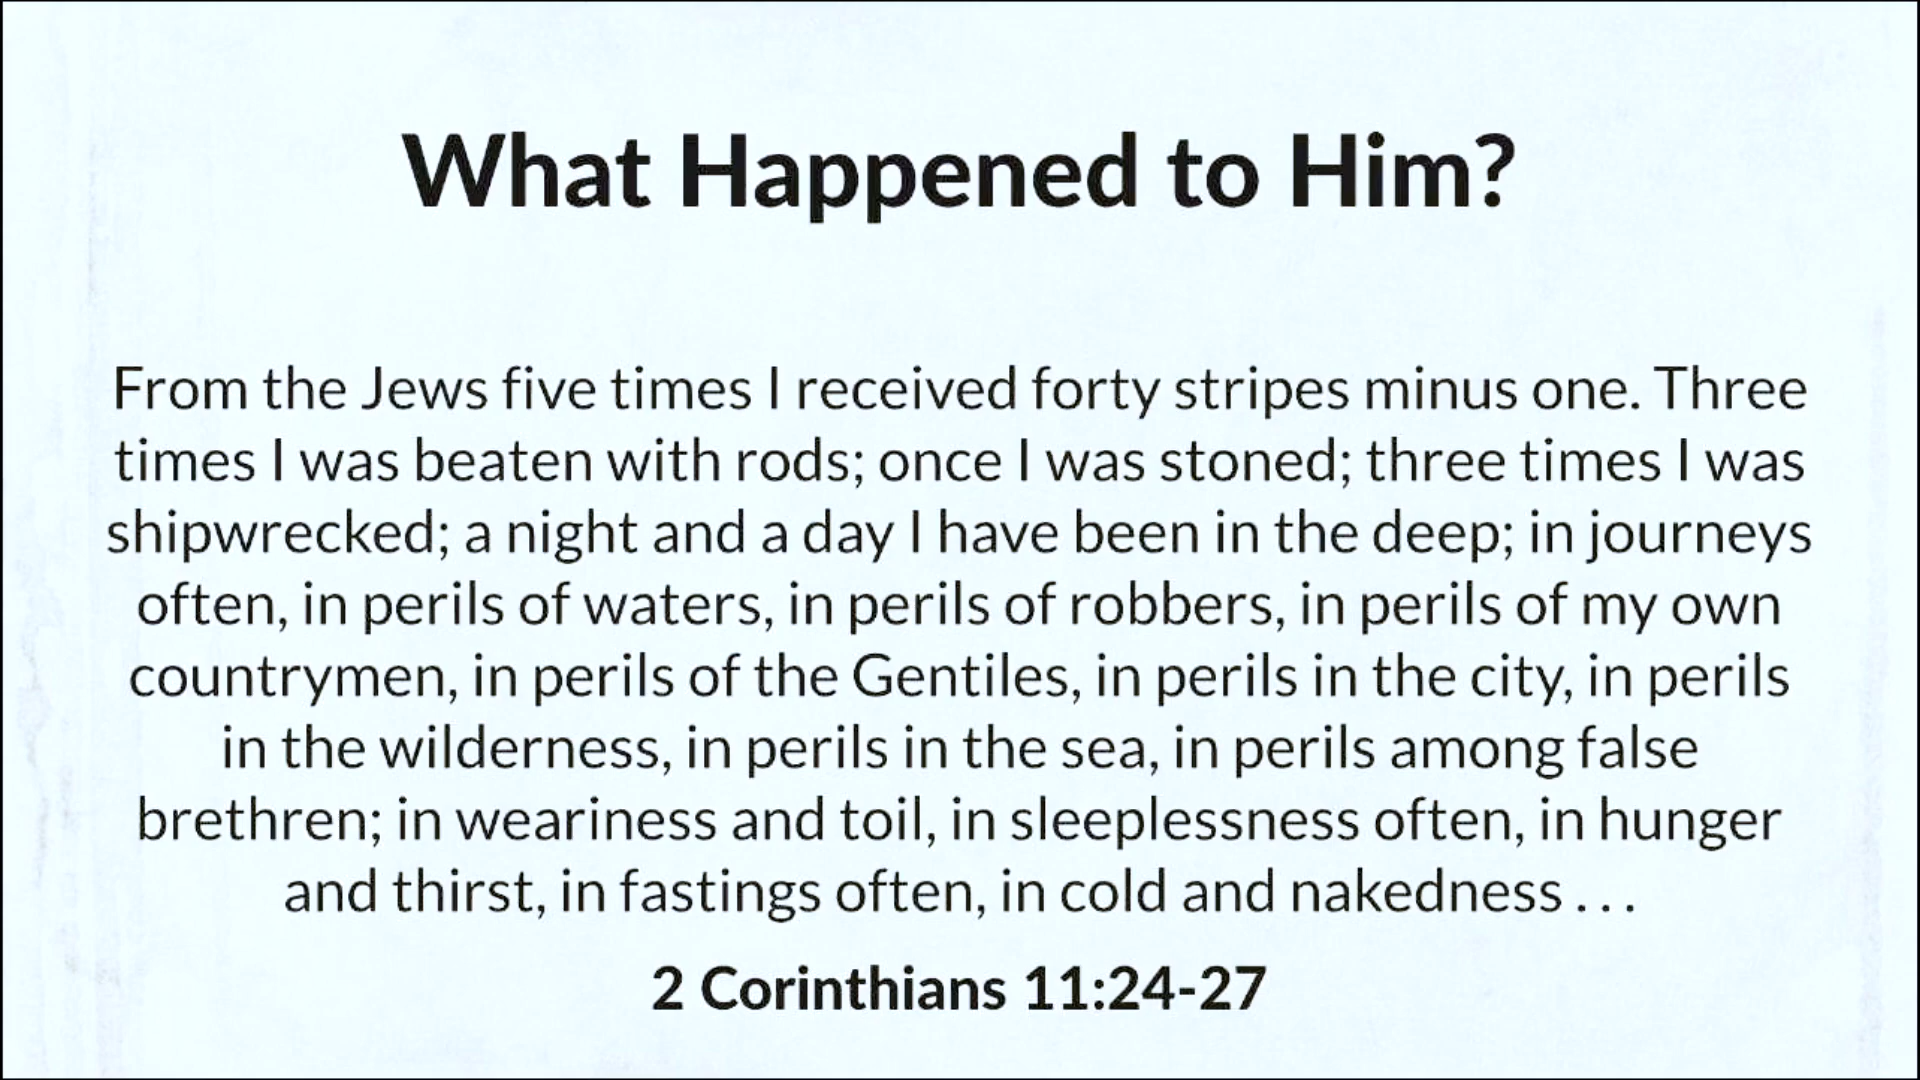 What Happened to Him?
From the Jews five times I received forty stripes minus one. Three
times I was beaten with rods; once I was stoned; three times I was
shipwrecked; a night and a day I have been in the deep; in journeys
often, in perils of waters, in perils of robbers, in perils of my own
countrymen, in perils of the Gentiles, in perils in the city, in perils
in the wilderness, in perils in the sea, in perils among false
brethren; in weariness and toil, in sleeplessness often, in hunger
and thirst, in fastings often, in cold and nakedness . . .
2 Corinthians 11:24-27